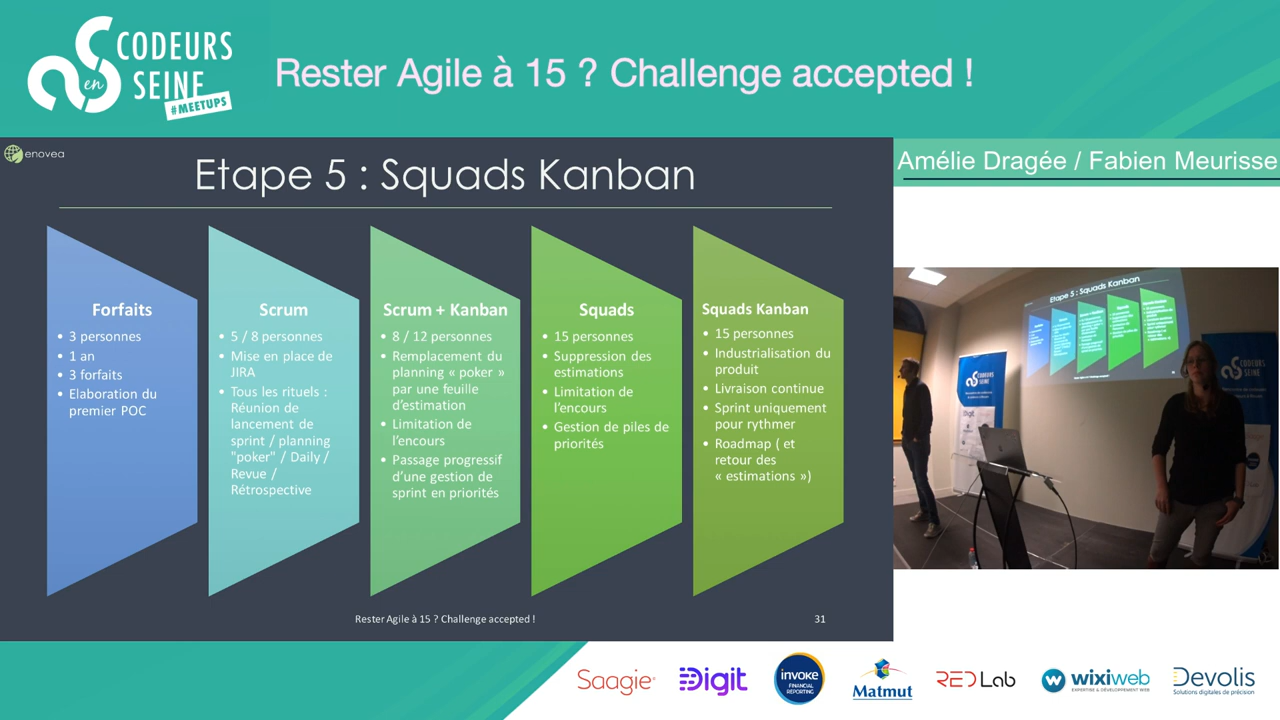 CODEURS
en
SEINE
#MEETUPS
Rester Agile à 15 ? Challenge accepted !
enovea
Etape 5 : Squads Kanban
Amélie Dragée / Fabien Meurisse
Forfaits
• 3 personnes
• 1 an
• 3 forfaits
• Elaboration du
premier POC
Scrum
• 5 / 8 personnes
• Mise en place de
JIRA
• Tous les rituels :
Réunion de
lancement de
sprint / planning
"poker" / Daily /
Revue /
Rétrospective
Scrum + Kanban
• 8 / 12 personnes
• Remplacement du
planning « poker »
par une feuille
d'estimation
• Limitation de
l'encours
• Passage progressif
d'une gestion de
sprint en priorités
Squads
• 15 personnes
• Suppression des
estimations
• Limitation de
l'encours
• Gestion de piles de
priorités
Squads Kanban
• 15 personnes
• Industrialisation du
produit
• Livraison continue
• Sprint uniquement
pour rythmer
• Roadmap ( et
retour des
« estimations »)
Rester Agile à 15 ? Challenge accepted !
31
Etape 5 : Squads Kanban
CODEURS
SEINE
Digit
Saagie
Digit
invoke
FINANCIAL
REPORTING
Matmut
RED Lab
wixiweb
EXPERTISE & DÉVELOPPEMENT WEB
Devolis
Solutions digitales de précision